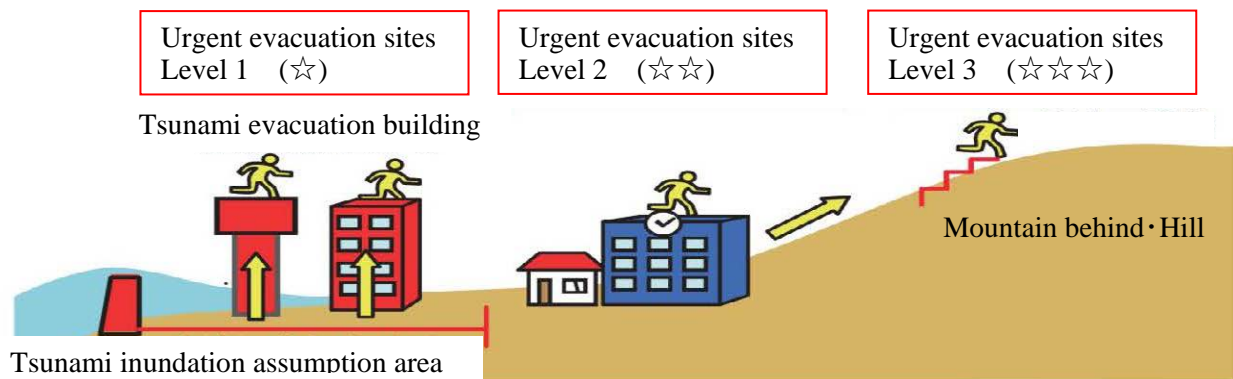 Urgent evacuation sites
Level 1 (☆)
Urgent evacuation sites
Level 2 (☆☆)
Urgent evacuation sites
Level 3 (☆☆☆)
Tsunami evacuation building
Mountain behind・Hill
Tsunami inundation assumption area